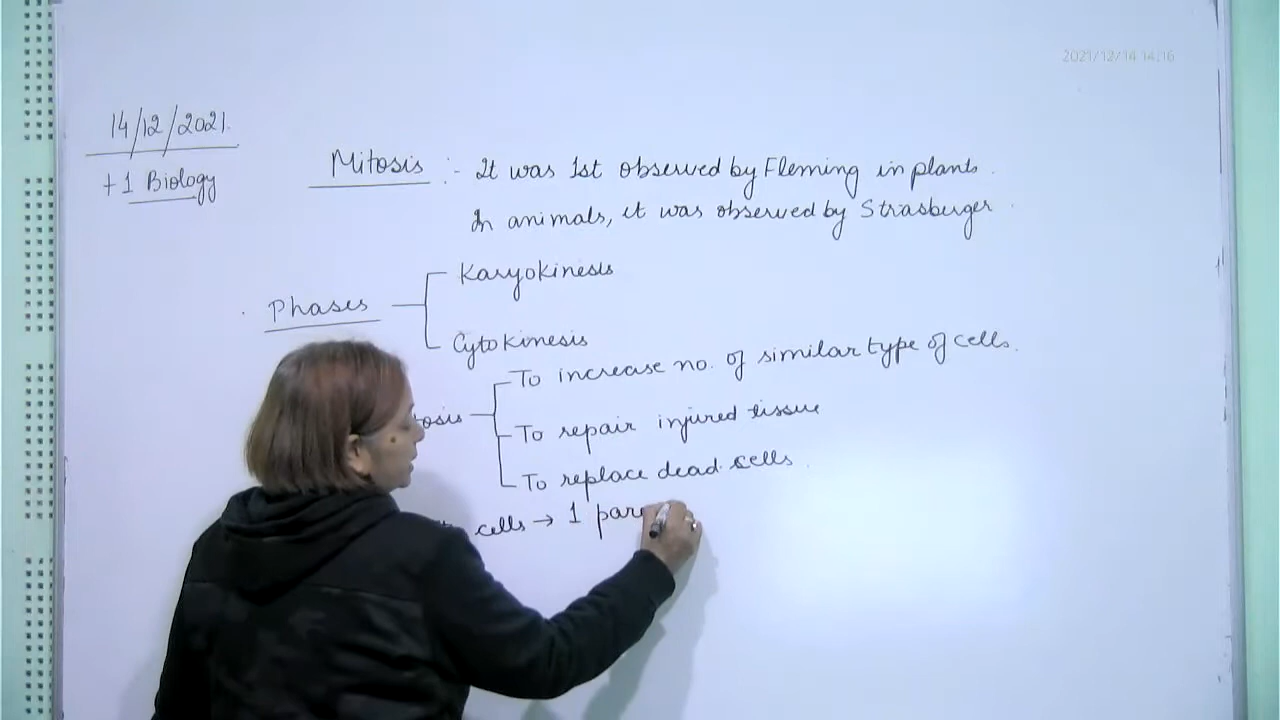 2021/12/14 14:16
14/12/2021.
+1 Biology
Mitosis :- It was 1st observed by Fleming in plants.
In animals, it was observed by Strasburger.
Phases
Karyokinesis
Cytokinesis
To increase no. of similar type of cells.
To repair injured tissue
To replace dead cells.
cells → 1